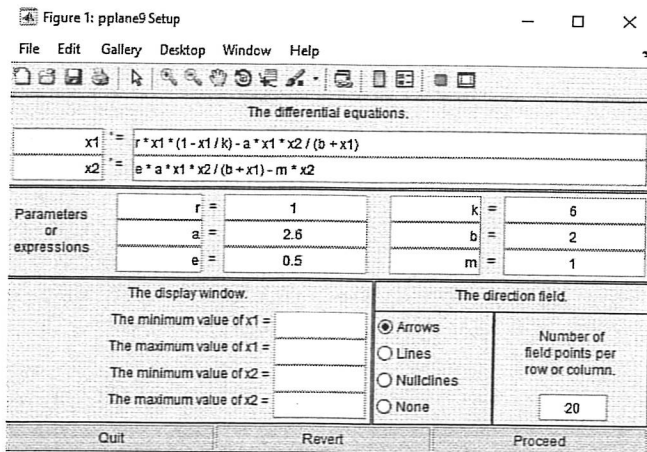 Figure 1: pplane9 Setup
File Edit Gallery Desktop Window Help
The differential equations.
x1 ' = r * x1 * (1 - x1 / k) - a * x1 * x2 / (b + x1)
x2 ' = e * a * x1 * x2 / (b + x1) - m * x2
Parameters
or
expressions
r = 1 k = 6
a = 2.6 b = 2
e = 0.5 m = 1
The display window.
The minimum value of x1 =
The maximum value of x1 =
The minimum value of x2 =
The maximum value of x2 =
The direction field.
Arrows
Lines
Nullclines
None
Number of
field points per
row or column.
20
Quit Revert Proceed